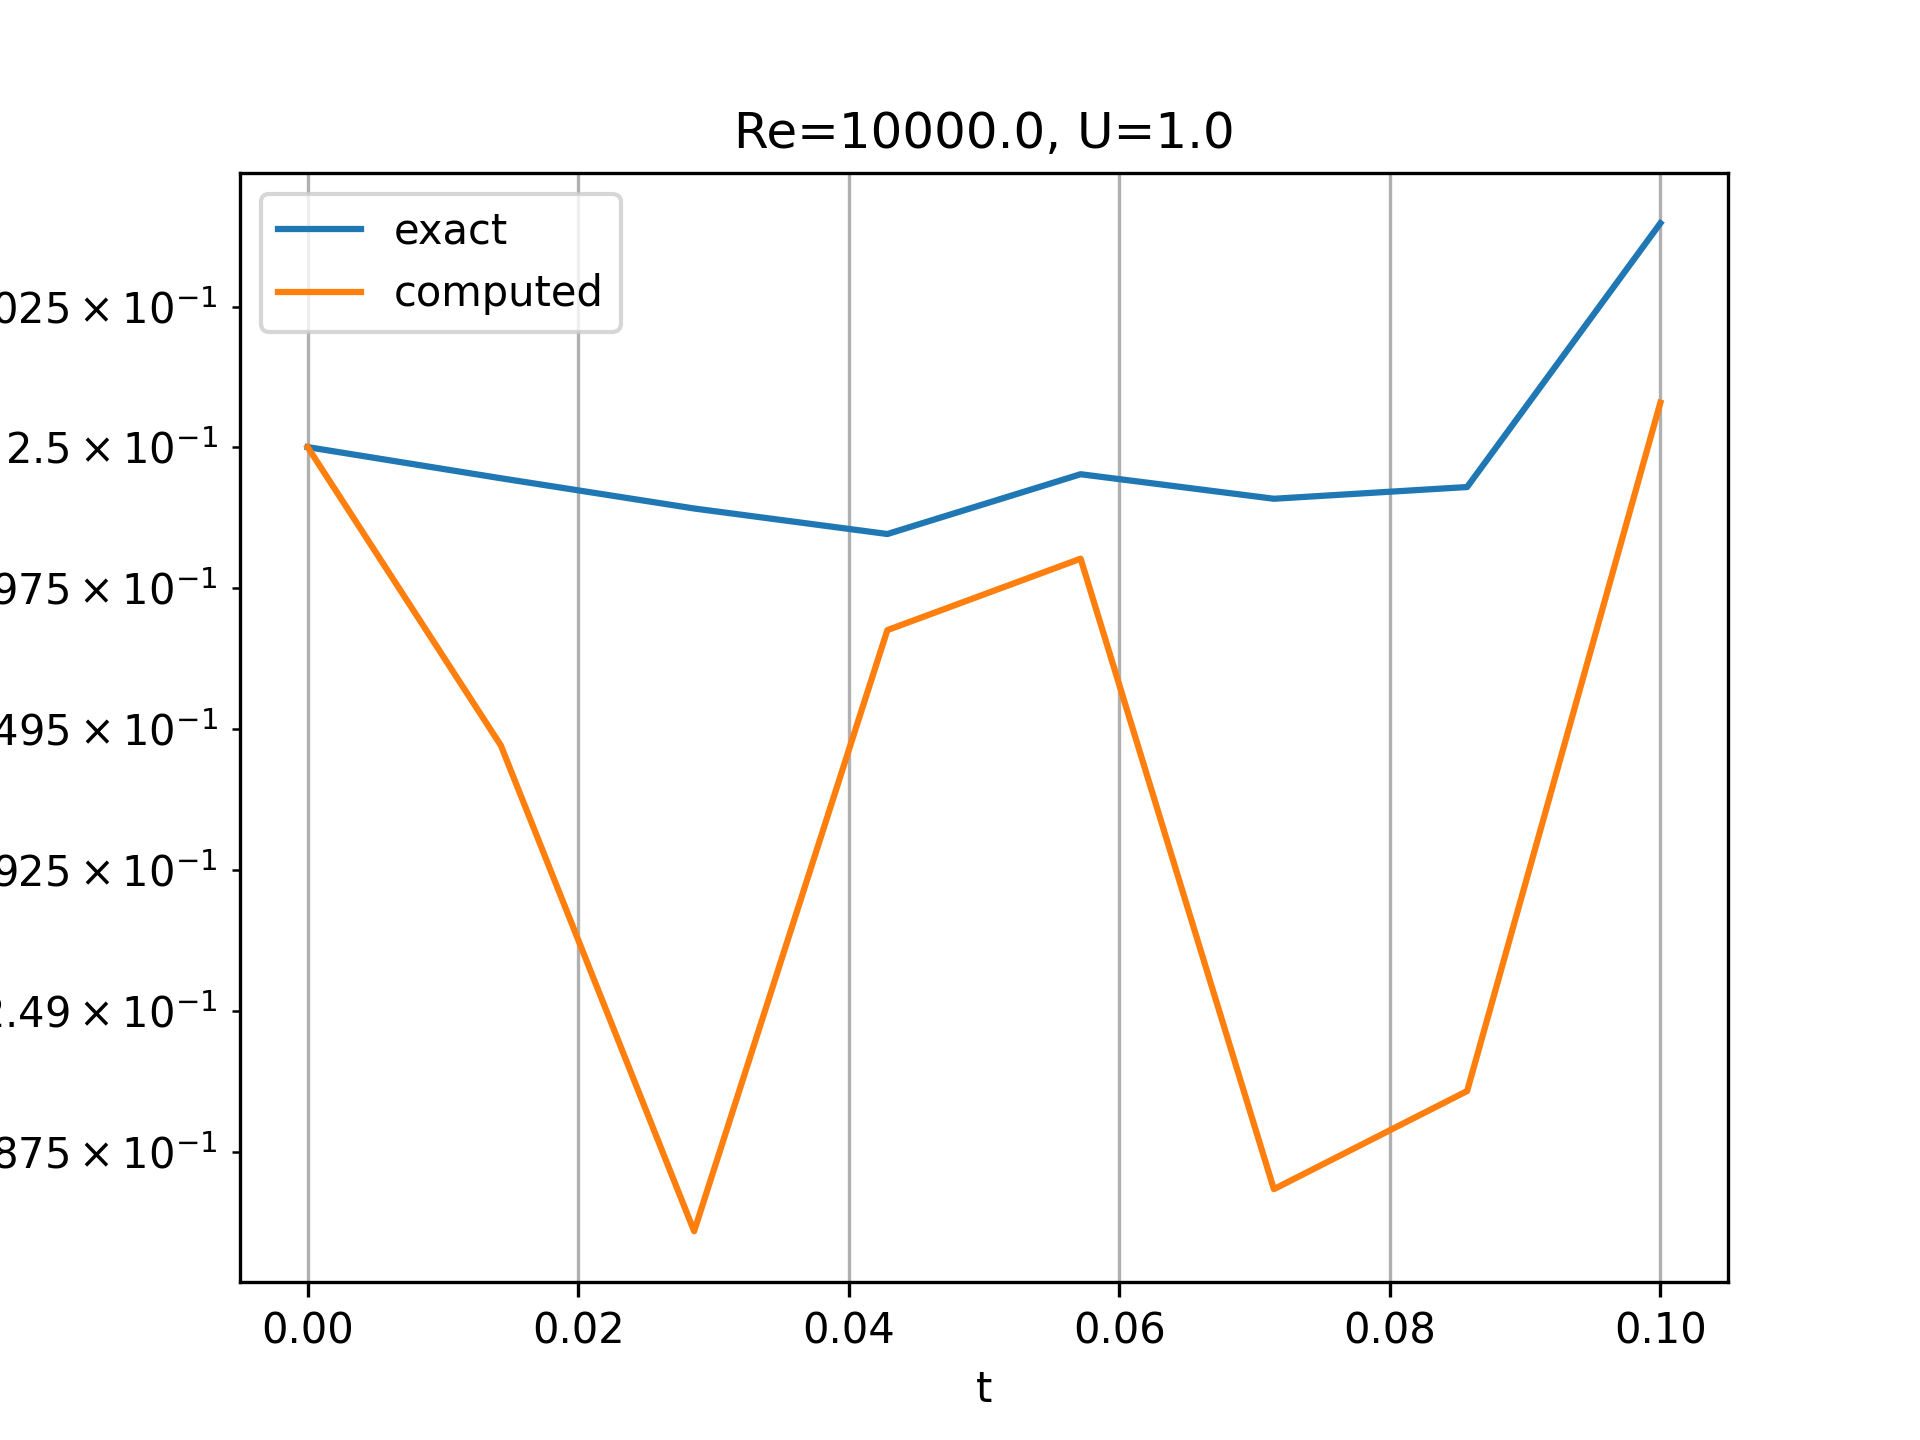 Re=10000.0, U=1.0
exact
computed
025 × 10⁻¹
2.5 × 10⁻¹
975 × 10⁻¹
495 × 10⁻¹
925 × 10⁻¹
2.49 × 10⁻¹
875 × 10⁻¹
0.00 0.02 0.04 0.06 0.08 0.10
t